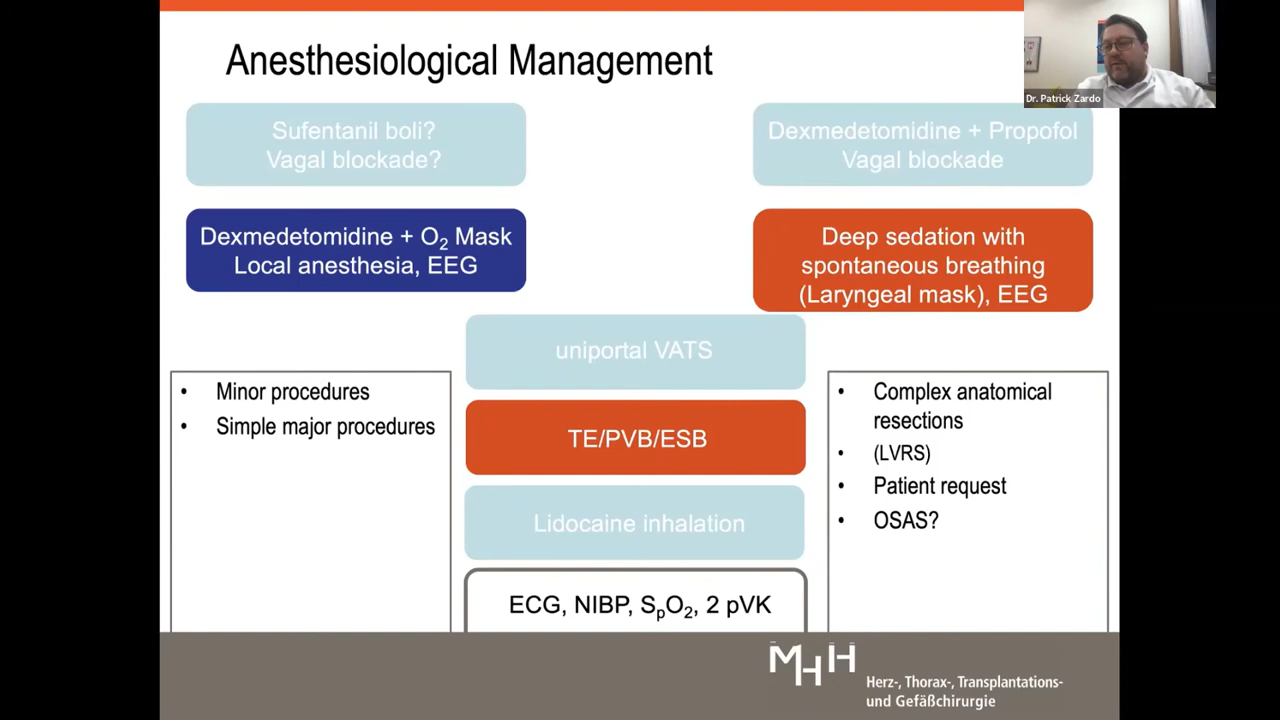 Anesthesiological Management
Dr. Patrick Zardo
Sufentanil boli?
Vagal blockade?
Dexmedetomidine + Propofol
Vagal blockade
Dexmedetomidine + O₂ Mask
Local anesthesia, EEG
Deep sedation with
spontaneous breathing
(Laryngeal mask), EEG
uniportal VATS
• Minor procedures
• Simple major procedures
TE/PVB/ESB
Lidocaine inhalation
ECG, NIBP, SpO₂, 2 pVK
• Complex anatomical
resections
• (LVRS)
• Patient request
• OSAS?
MHH
Herz-, Thorax-, Transplantations-
und Gefäßchirurgie